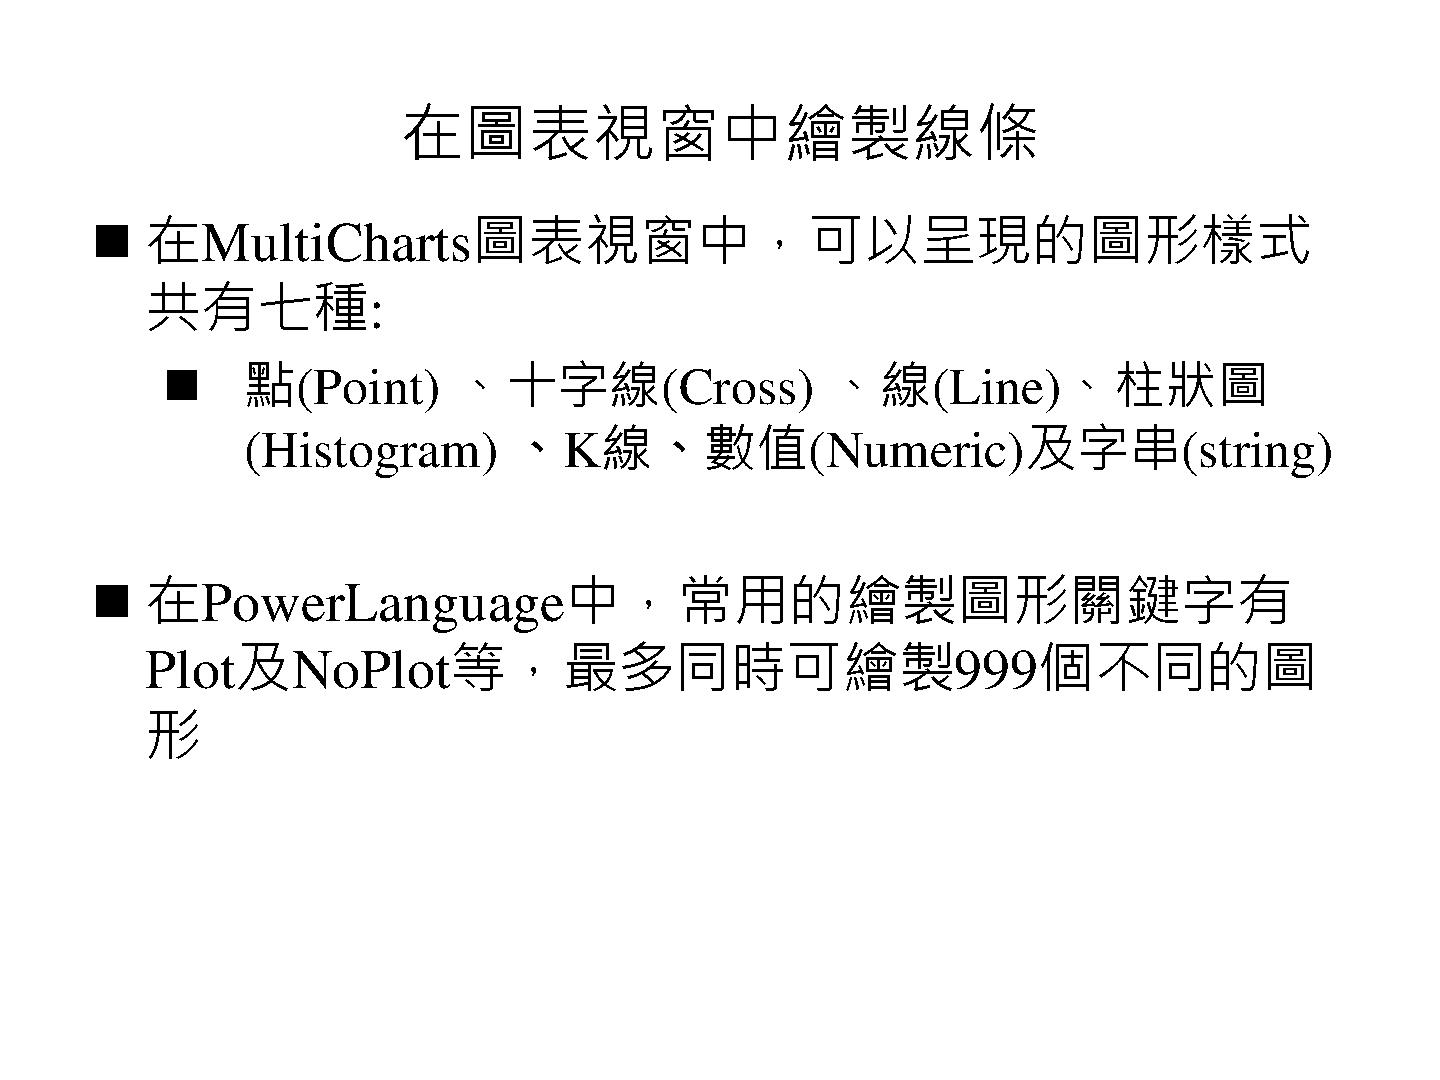 在圖表視窗中繪製線條
在MultiCharts圖表視窗中，可以呈現的圖形樣式
共有七種:
點(Point) 、十字線(Cross) 、線(Line)、柱狀圖
(Histogram) 、K線、數值(Numeric)及字串(string)
在PowerLanguage中，常用的繪製圖形關鍵字有
Plot及NoPlot等，最多同時可繪製999個不同的圖
形